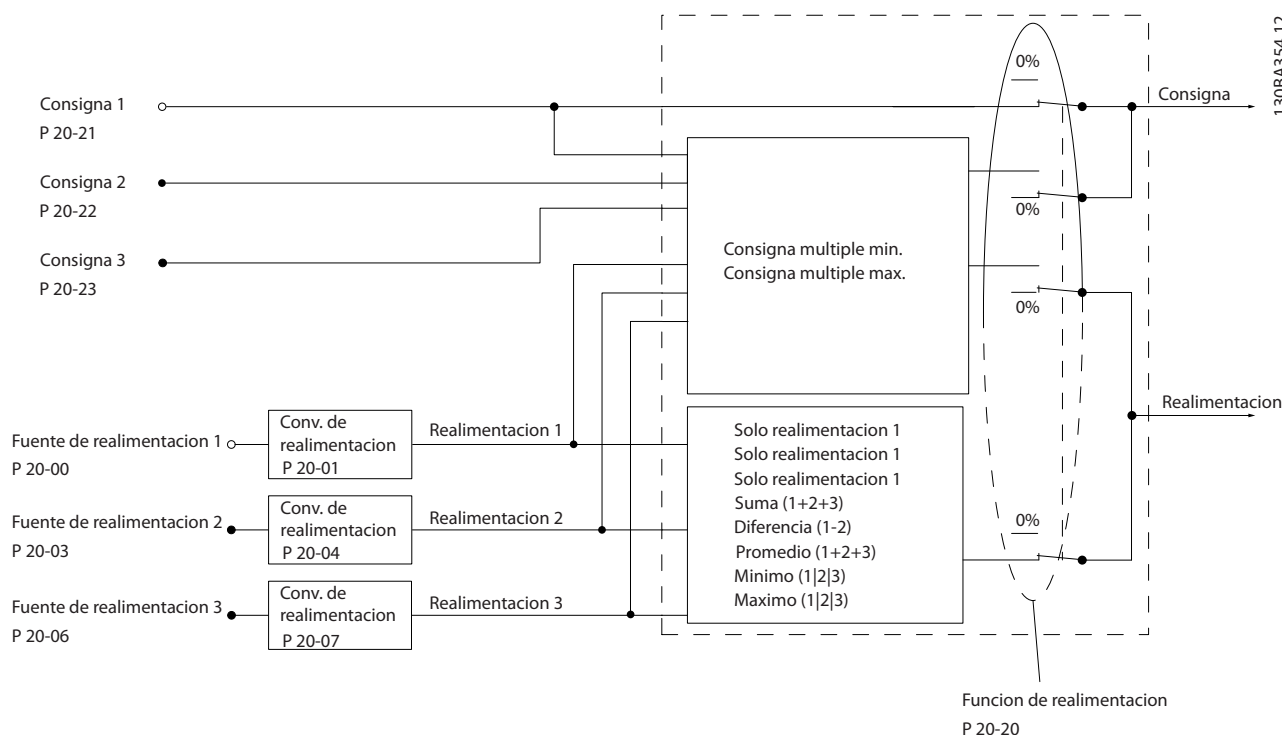 130BA354.12
0%
Consigna 1
P 20-21
Consigna
Consigna 2
P 20-22
0%
Consigna 3
P 20-23
Consigna multiple min.
Consigna multiple max.
0%
Fuente de realimentacion 1
P 20-00
Conv. de
realimentacion
P 20-01
Realimentacion 1
Realimentacion
Fuente de realimentacion 2
P 20-03
Conv. de
realimentacion
P 20-04
Realimentacion 2
Fuente de realimentacion 3
P 20-06
Conv. de
realimentacion
P 20-07
Realimentacion 3
Solo realimentacion 1
Solo realimentacion 1
Solo realimentacion 1
Suma (1+2+3)
Diferencia (1-2)
Promedio (1+2+3)
Minimo (1|2|3)
Maximo (1|2|3)
0%
Funcion de realimentacion
P 20-20